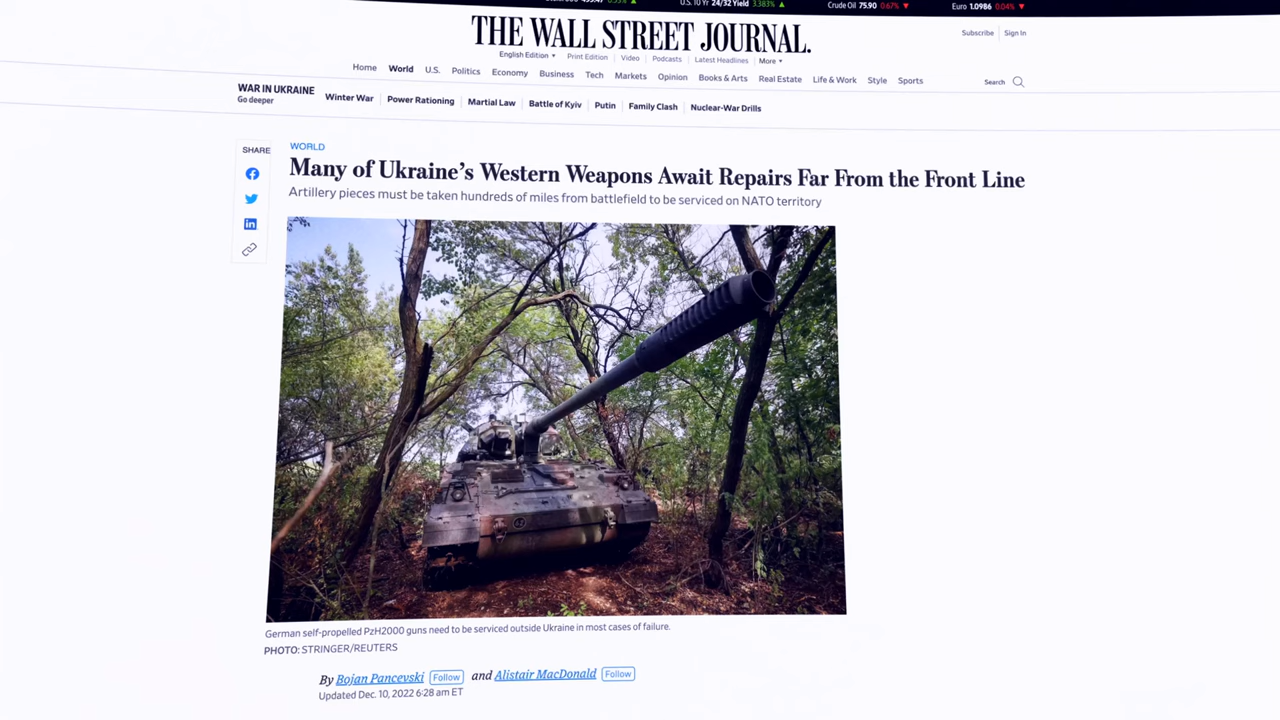 U.S. 10 Yr 24/32 Yield 3.383% ▲
Crude Oil 75.90 0.67% ▼
Euro 1.0986 0.04% ▼
THE WALL STREET JOURNAL.
Subscribe | Sign In
English Edition ▼ | Print Edition | Video | Podcasts | Latest Headlines | More ▼
Home World U.S. Politics Economy Business Tech Markets Opinion Books & Arts Real Estate Life & Work Style Sports
Search
WAR IN UKRAINE
Go deeper
Winter War | Power Rationing | Martial Law | Battle of Kyiv | Putin | Family Clash | Nuclear-War Drills
SHARE
WORLD
Many of Ukraine's Western Weapons Await Repairs Far From the Front Line
Artillery pieces must be taken hundreds of miles from battlefield to be serviced on NATO territory
German self-propelled PzH2000 guns need to be serviced outside Ukraine in most cases of failure.
PHOTO: STRINGER/REUTERS
By Bojan Pancevski Follow and Alistair MacDonald Follow
Updated Dec. 10, 2022 6:28 am ET